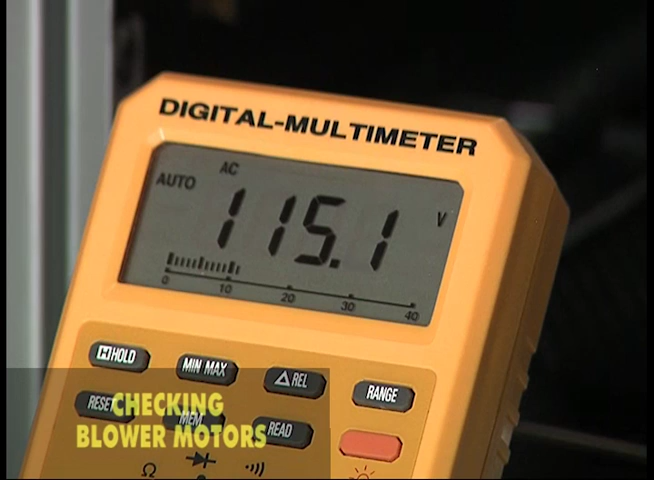 DIGITAL-MULTIMETER
AC
AUTO
115.1 V
0 10 20 30 40
HOLD
MIN MAX
△REL
RANGE
RESET
MEM
READ
CHECKING
BLOWER MOTORS
Ω